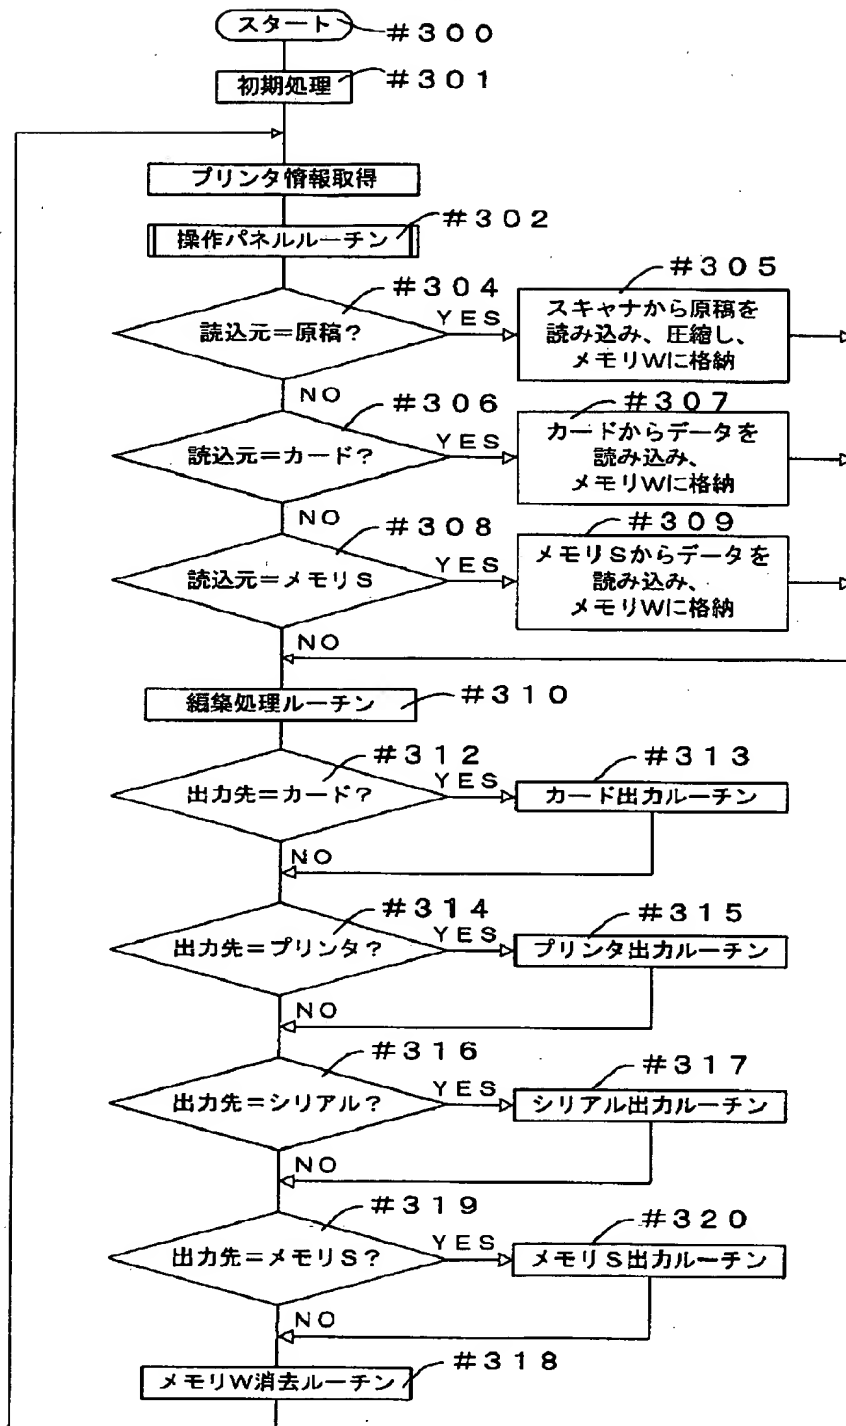 スタート
#300
初期処理
#301
プリンタ情報取得
操作パネルルーチン
#302
#304
読込元=原稿?
YES
#305
スキャナから原稿を
読み込み、圧縮し、
メモリWに格納
NO
#306
読込元=カード?
YES
#307
カードからデータを
読み込み、
メモリWに格納
NO
#308
読込元=メモリS
YES
#309
メモリSからデータを
読み込み、
メモリWに格納
NO
編集処理ルーチン
#310
#312
出力先=カード?
YES
#313
カード出力ルーチン
NO
#314
出力先=プリンタ?
YES
#315
プリンタ出力ルーチン
NO
#316
出力先=シリアル?
YES
#317
シリアル出力ルーチン
NO
#319
出力先=メモリS?
YES
#320
メモリS出力ルーチン
NO
メモリW消去ルーチン
#318